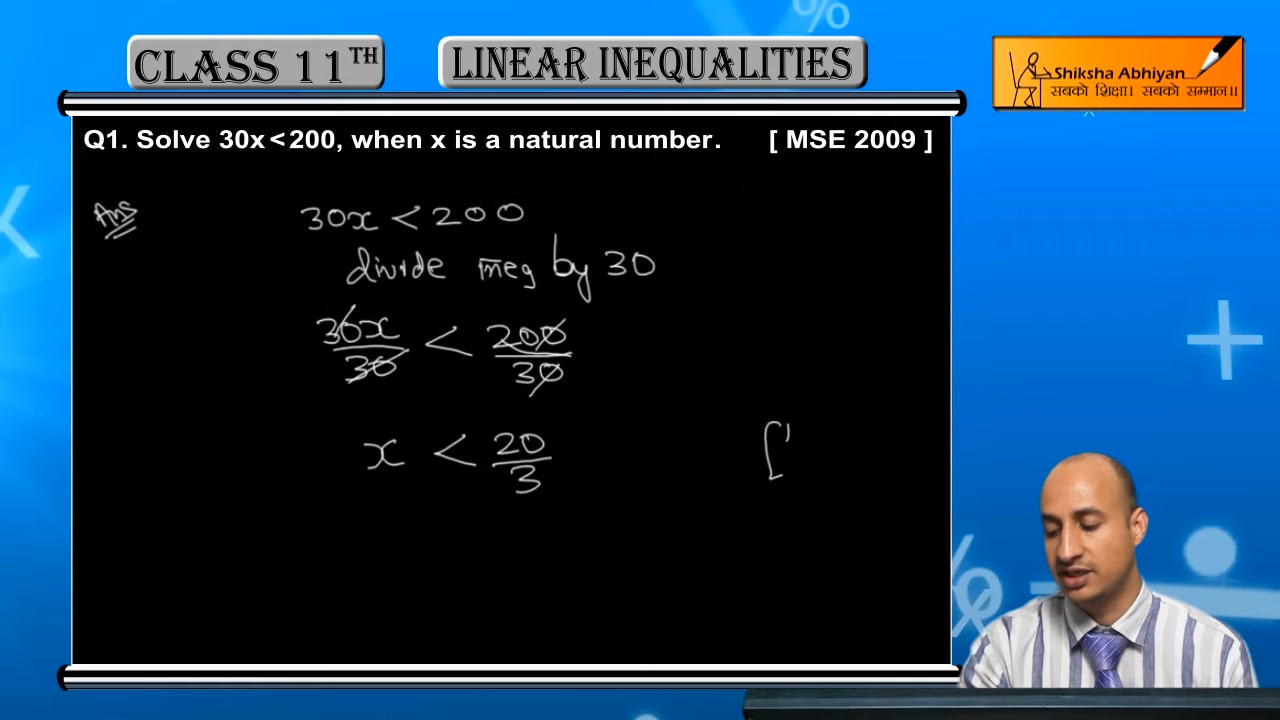 CLASS 11TH
LINEAR INEQUALITIES
Shiksha Abhiyan
सबको शिक्षा। सबको सम्मान।।
Q1. Solve 30x<200, when x is a natural number. [ MSE 2009 ]
Ans
30x < 200
divide by 30
30x/30 < 200/30
x < 20/3 [